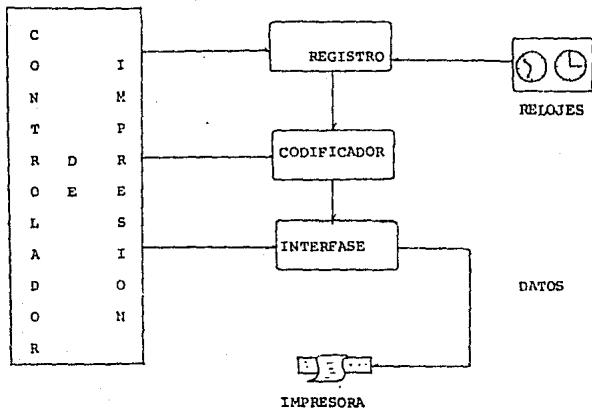 CONTROLADOR
DE
IMPRESION
REGISTRO
RELOJES
CODIFICADOR
INTERFASE
DATOS
IMPRESORA